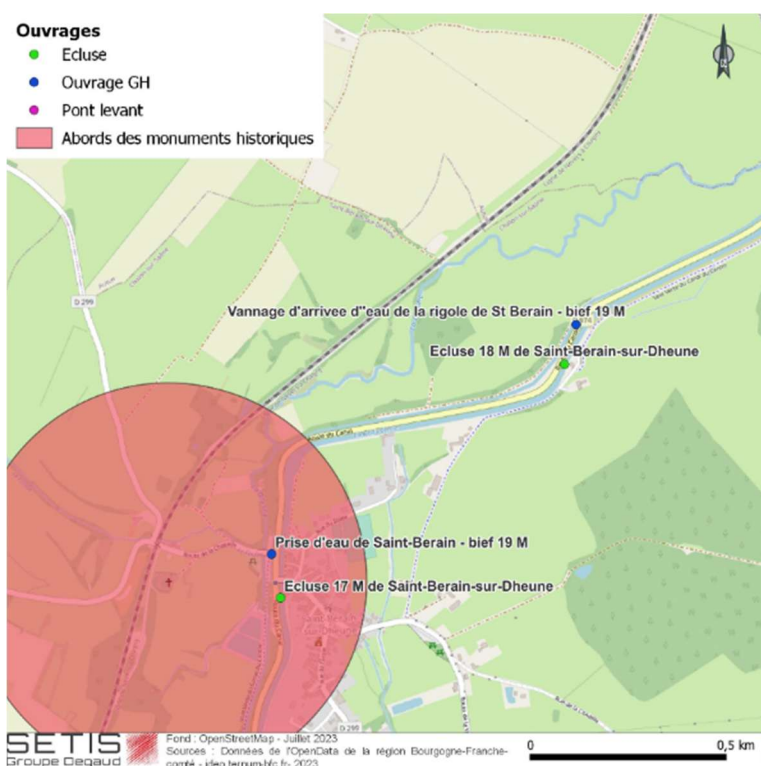 Ouvrages
Ecluse
Ouvrage GH
Pont levant
Abords des monuments historiques
D 299
Vannage d'arrivee d"eau de la rigole de St Berain - bief 19 M
Ecluse 18 M de Saint-Berain-sur-Dheune
Prise d'eau de Saint-Berain - bief 19 M
Ecluse 17 M de Saint-Berain-sur-Dheune
D 299
SETIS
Groupe Degaud
Fond : OpenStreetMap - Juillet 2023
Sources : Données de l'OpenData de la région Bourgogne-Franche-
comté - ideo.ternum-bfc.fr- 2023
0
0,5 km